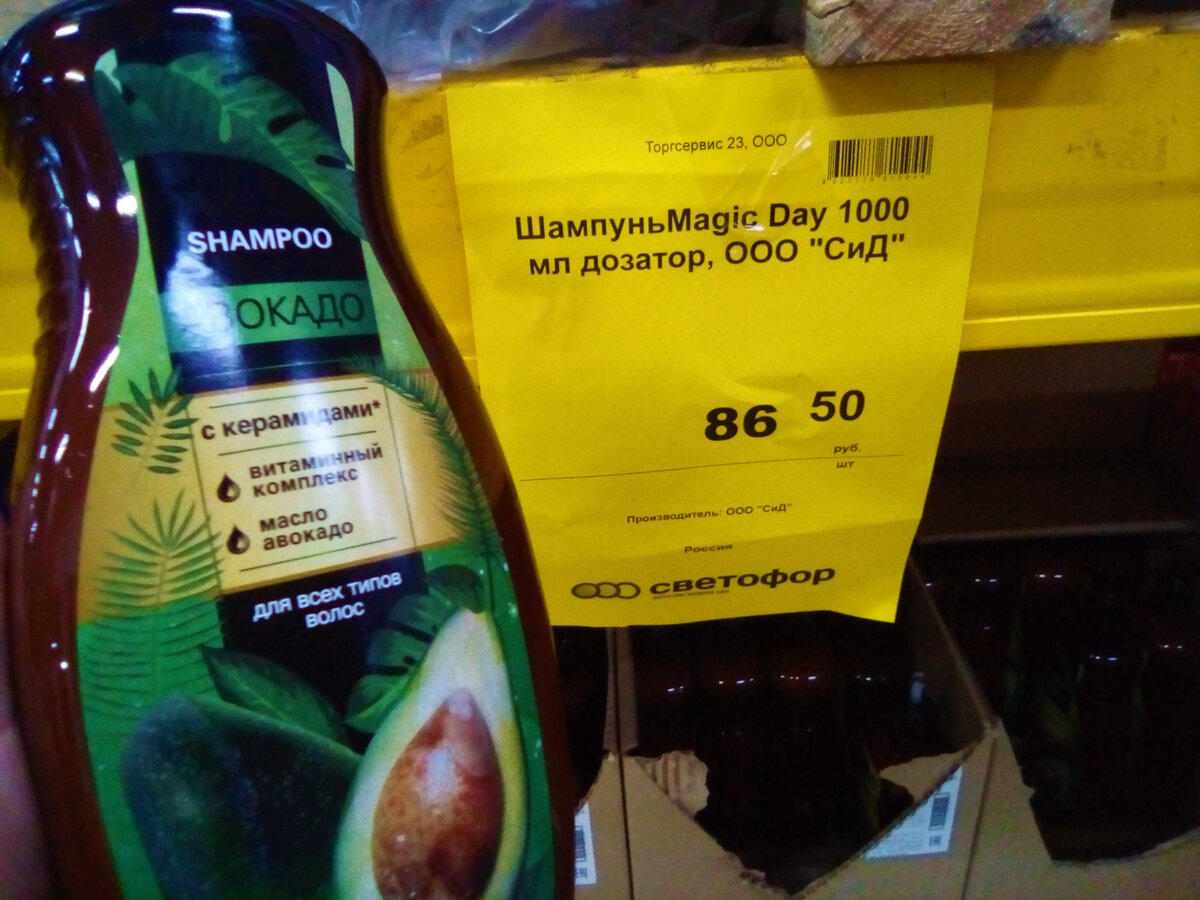 SHAMPOO
АВОКАДО
с керамидами*
витаминный
комплекс
масло
авокадо
для всех типов
волос
Торгсервис 23, ООО
ШампуньMagic Day 1000
мл дозатор, ООО "СиД"
86 50
руб.
шт
Производитель: ООО "СиД"
Россия
светофор